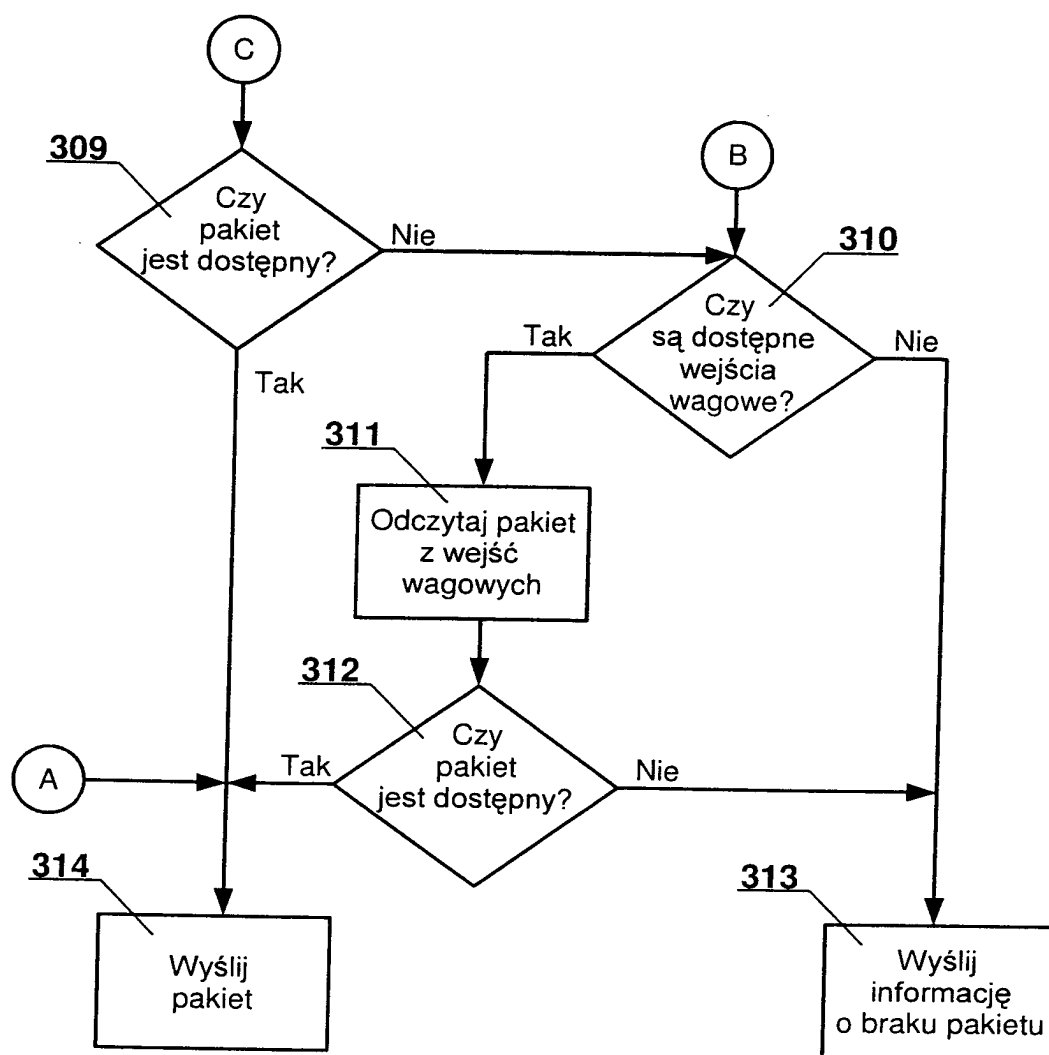 C
309
Czy
pakiet
jest dostępny?
Nie
Tak
B
310
Czy
są dostępne
wejścia
wagowe?
Tak
Nie
311
Odczytaj pakiet
z wejść
wagowych
312
Czy
pakiet
jest dostępny?
Tak
Nie
A
314
Wyślij
pakiet
313
Wyślij
informację
o braku pakietu